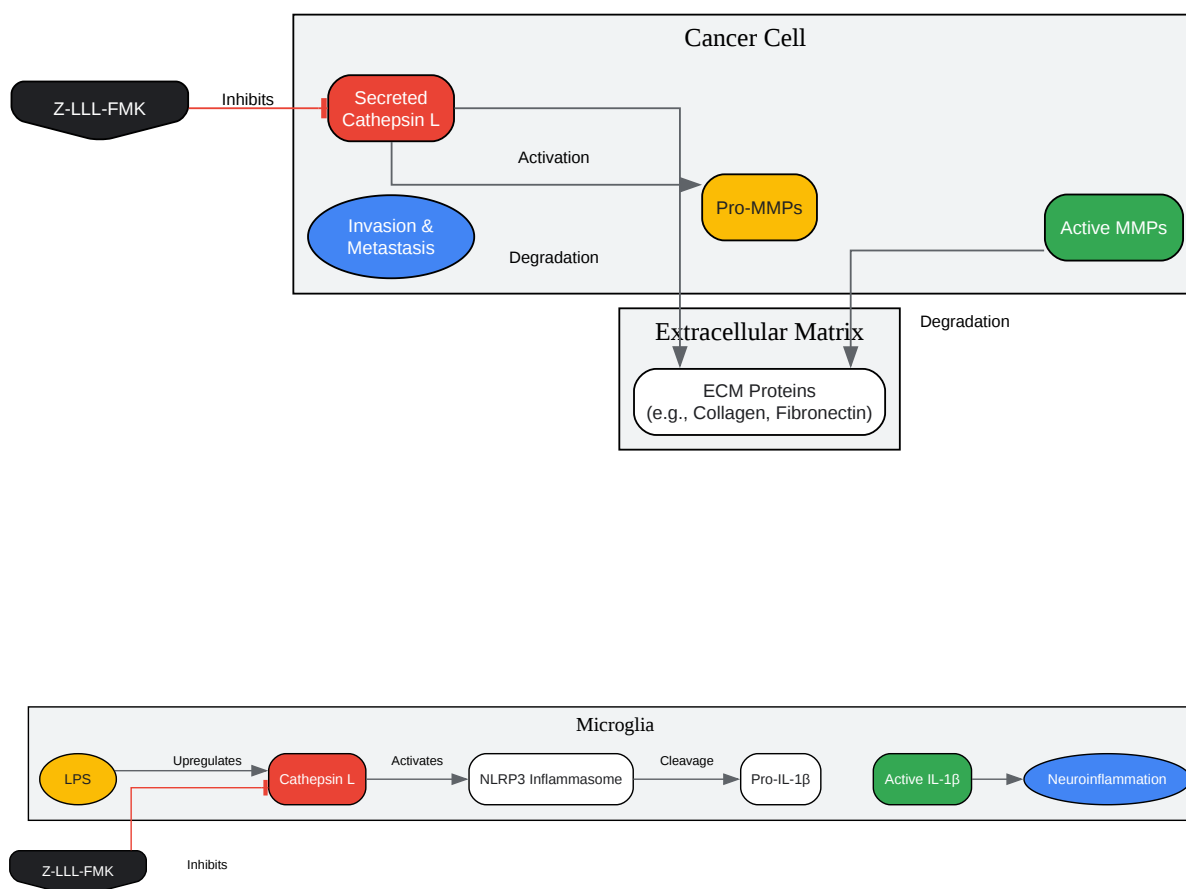 Cancer Cell
Z-LLL-FMK
Inhibits
Secreted
Cathepsin L
Activation
Pro-MMPs
Invasion &
Metastasis
Active MMPs
Degradation
Degradation
Extracellular Matrix
ECM Proteins
(e.g., Collagen, Fibronectin)
Microglia
LPS
Upregulates
Cathepsin L
Activates
NLRP3 Inflammasome
Cleavage
Pro-IL-1β
Active IL-1β
Neuroinflammation
Z-LLL-FMK
Inhibits